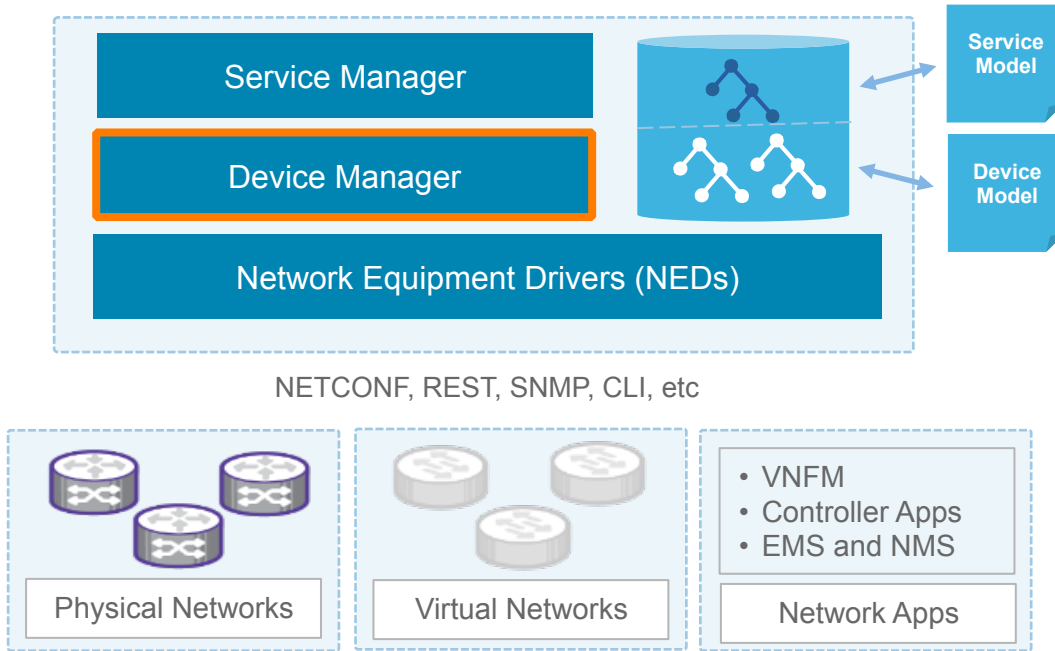 Service Manager
Service
Model
Device Manager
Device
Model
Network Equipment Drivers (NEDs)
NETCONF, REST, SNMP, CLI, etc
• VNFM
• Controller Apps
• EMS and NMS
Physical Networks
Virtual Networks
Network Apps